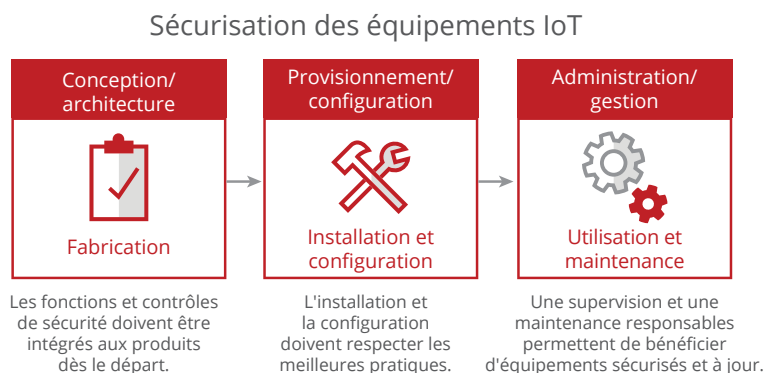 Sécurisation des équipements IoT
Conception/
architecture
Fabrication
Les fonctions et contrôles
de sécurité doivent être
intégrés aux produits
dès le départ.
Provisionnement/
configuration
Installation et
configuration
L'installation et
la configuration
doivent respecter les
meilleures pratiques.
Administration/
gestion
Utilisation et
maintenance
Une supervision et une
maintenance responsables
permettent de bénéficier
d'équipements sécurisés et à jour.